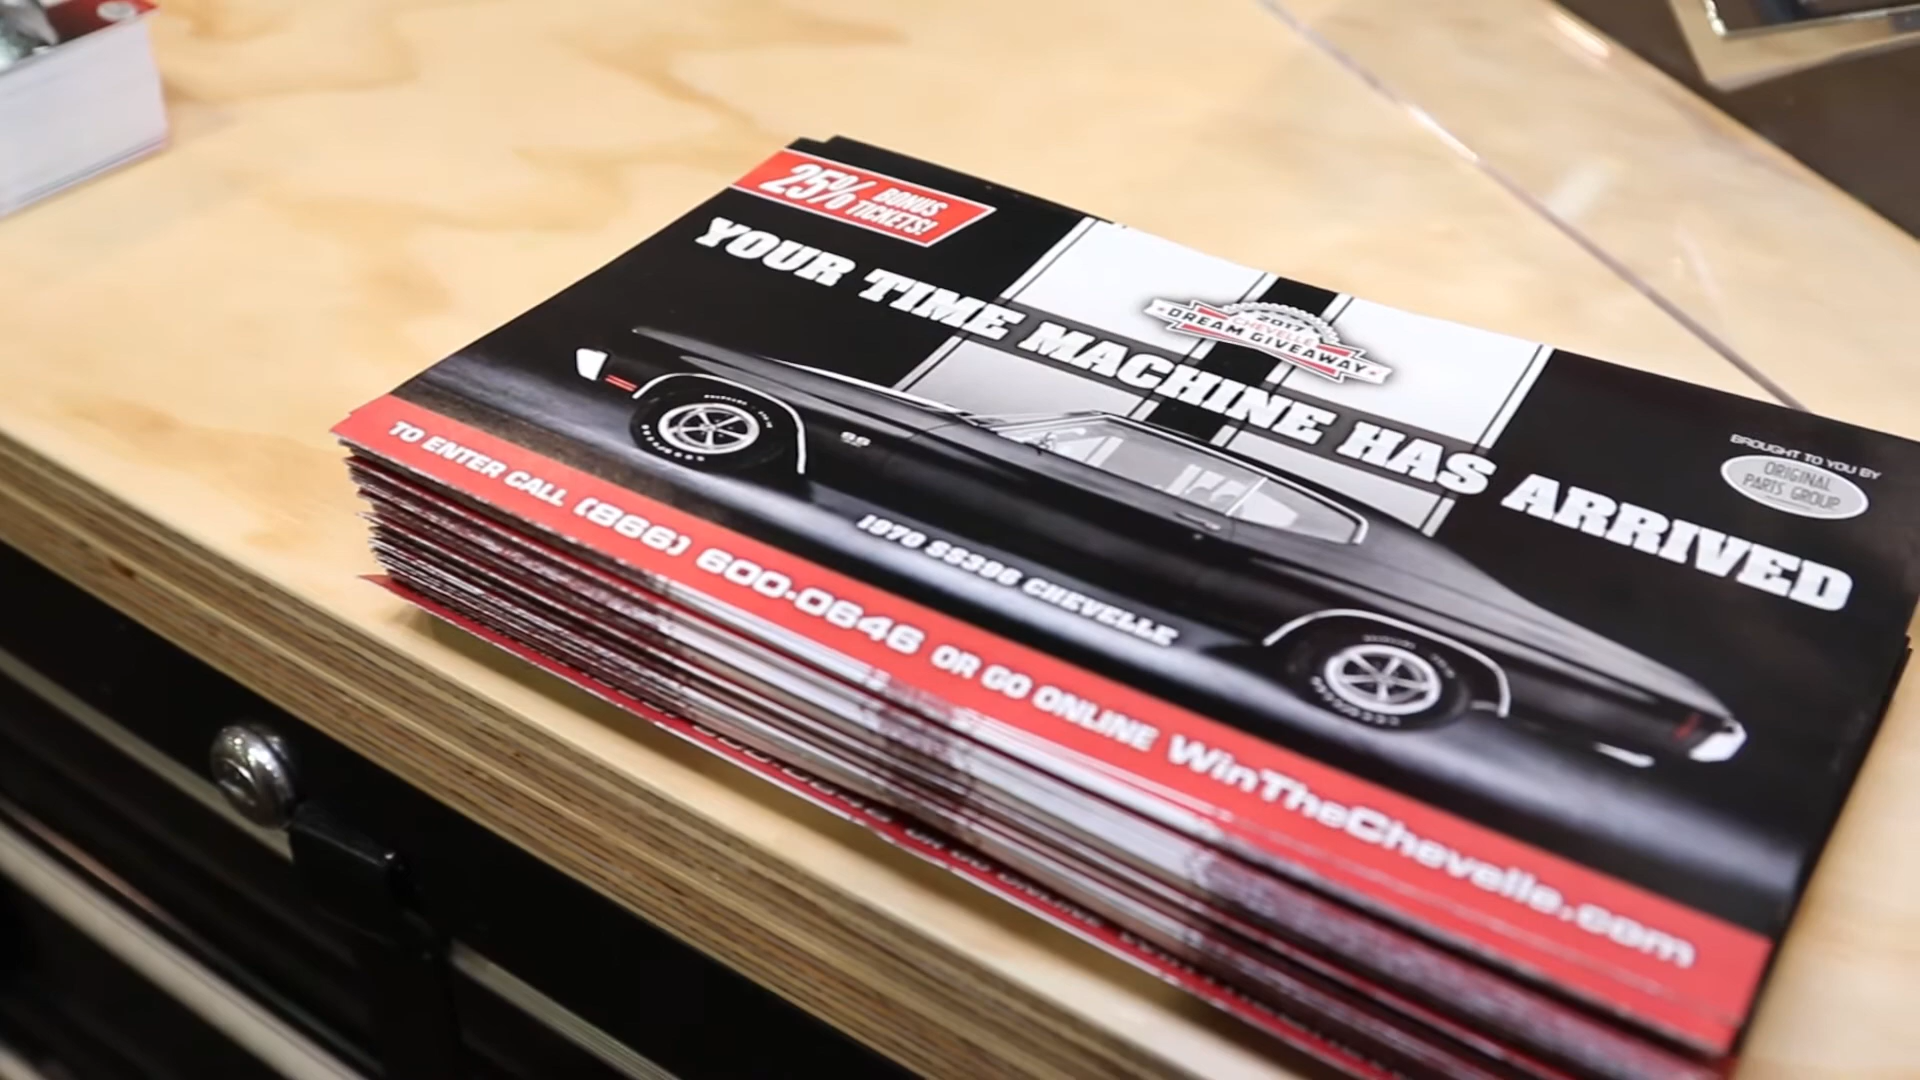 25% BONUS TICKETS!
YOUR TIME MACHINE HAS ARRIVED
2017
CHEVELLE
DREAM GIVEAWAY
BROUGHT TO YOU BY
ORIGINAL
PARTS GROUP
SS
1970 SS396 CHEVELLE
TO ENTER CALL (866) 600-0646 OR GO ONLINE WinTheChevelle.com